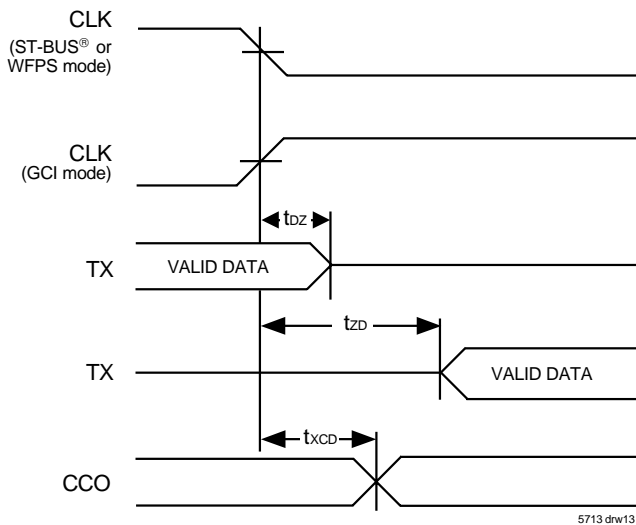 CLK
(ST-BUS® or
WFPS mode)
CLK
(GCI mode)
tDZ
TX
VALID DATA
tZD
TX
VALID DATA
tXCD
CCO
5713 drw13